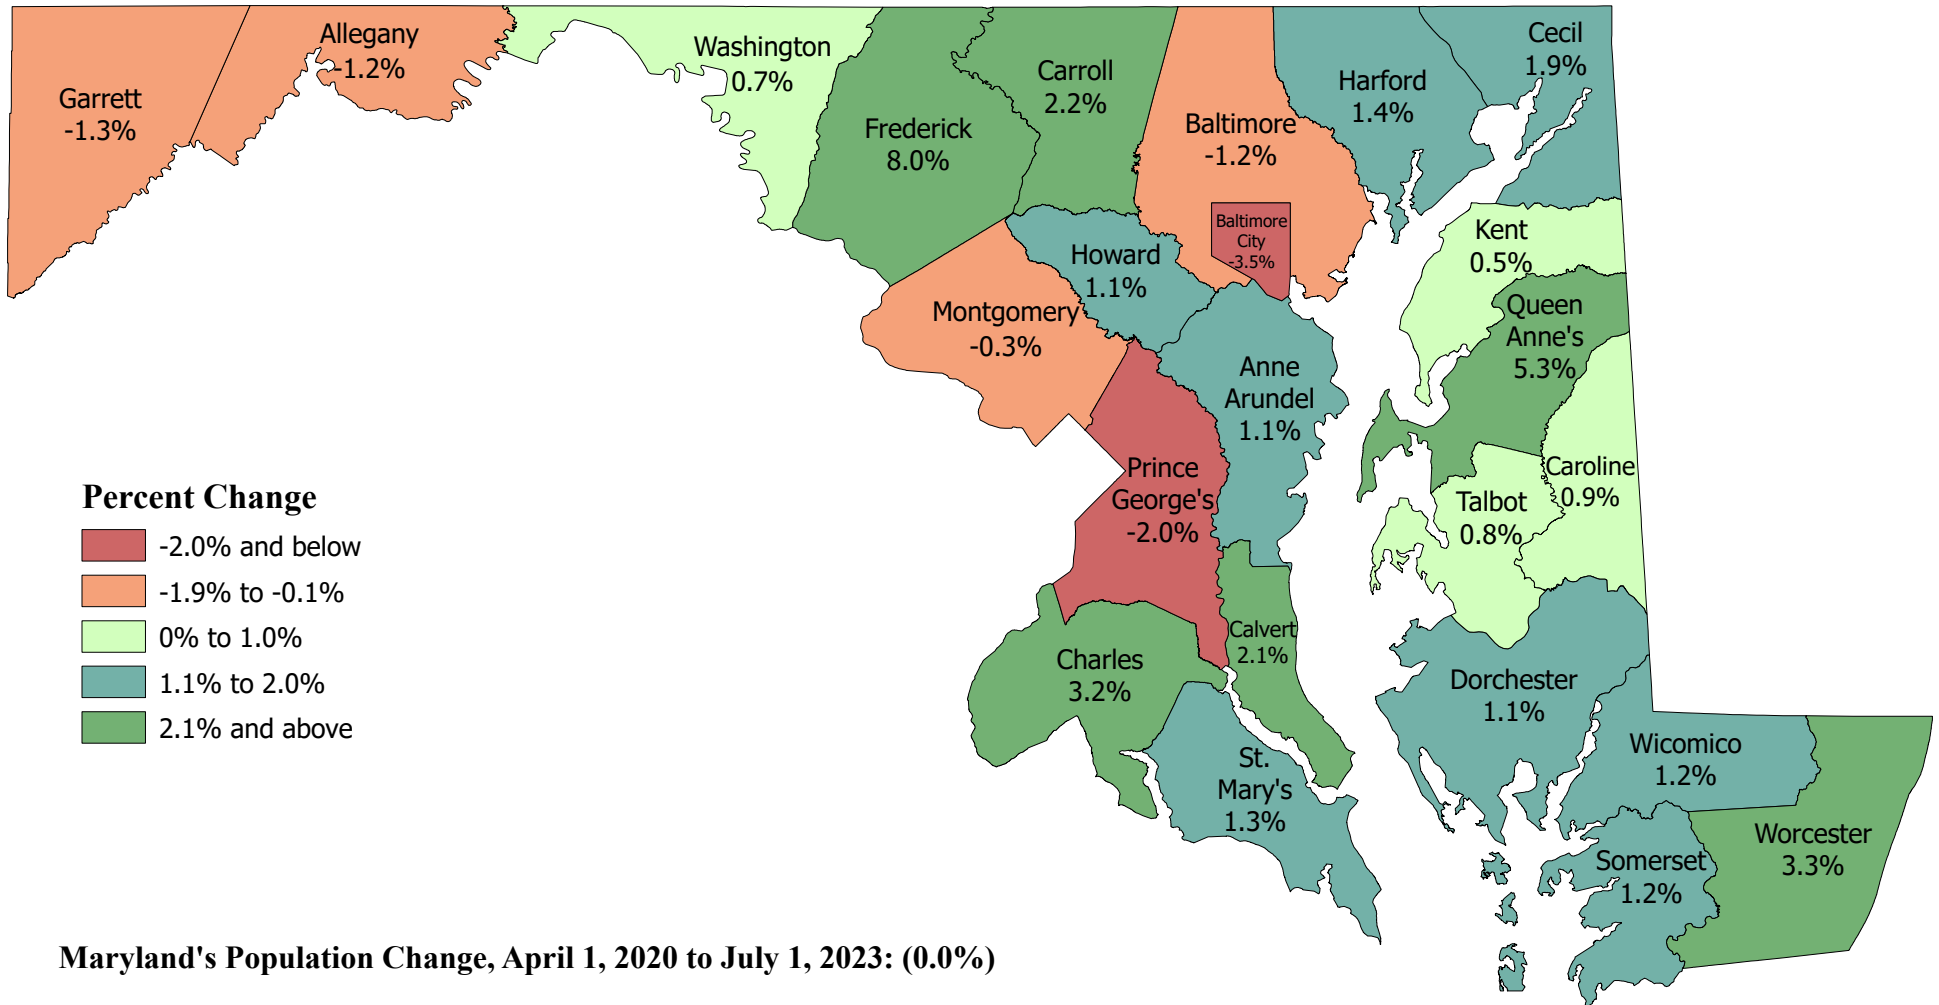 Garrett
-1.3%
Allegany
-1.2%
Washington
0.7%
Frederick
8.0%
Carroll
2.2%
Baltimore
-1.2%
Baltimore
City
-3.5%
Harford
1.4%
Cecil
1.9%
Kent
0.5%
Queen
Anne's
5.3%
Howard
1.1%
Montgomery
-0.3%
Anne
Arundel
1.1%
Prince
George's
-2.0%
Caroline
0.9%
Talbot
0.8%
Calvert
2.1%
Charles
3.2%
St.
Mary's
1.3%
Dorchester
1.1%
Wicomico
1.2%
Somerset
1.2%
Worcester
3.3%
Percent Change
-2.0% and below
-1.9% to -0.1%
0% to 1.0%
1.1% to 2.0%
2.1% and above
Maryland's Population Change, April 1, 2020 to July 1, 2023: (0.0%)